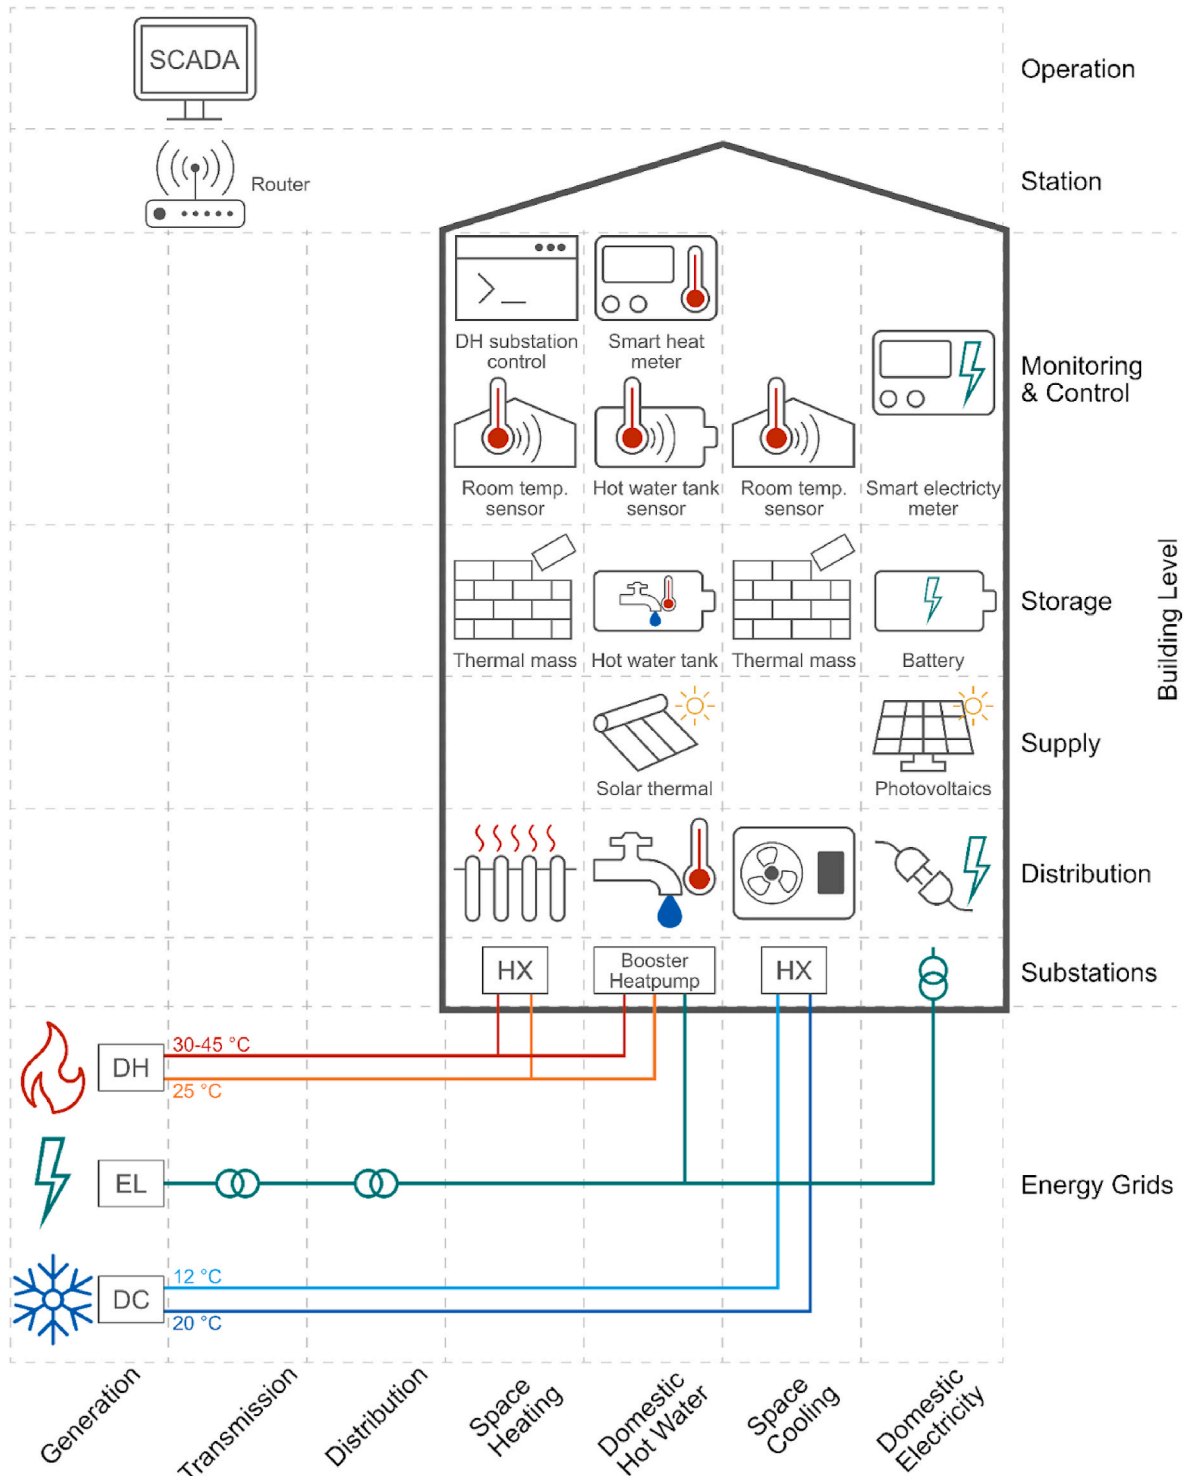 SCADA
Operation
Router
Station
DH substation
control
Smart heat
meter
Monitoring
& Control
Room temp.
sensor
Hot water tank
sensor
Room temp.
sensor
Smart electricty
meter
Building Level
Storage
Thermal mass
Hot water tank
Thermal mass
Battery
Supply
Solar thermal
Photovoltaics
Distribution
HX
Booster
Heatpump
HX
Substations
DH
30-45 °C
25 °C
EL
Energy Grids
DC
12 °C
20 °C
Generation
Transmission
Distribution
Space
Heating
Domestic
Hot Water
Space
Cooling
Domestic
Electricity